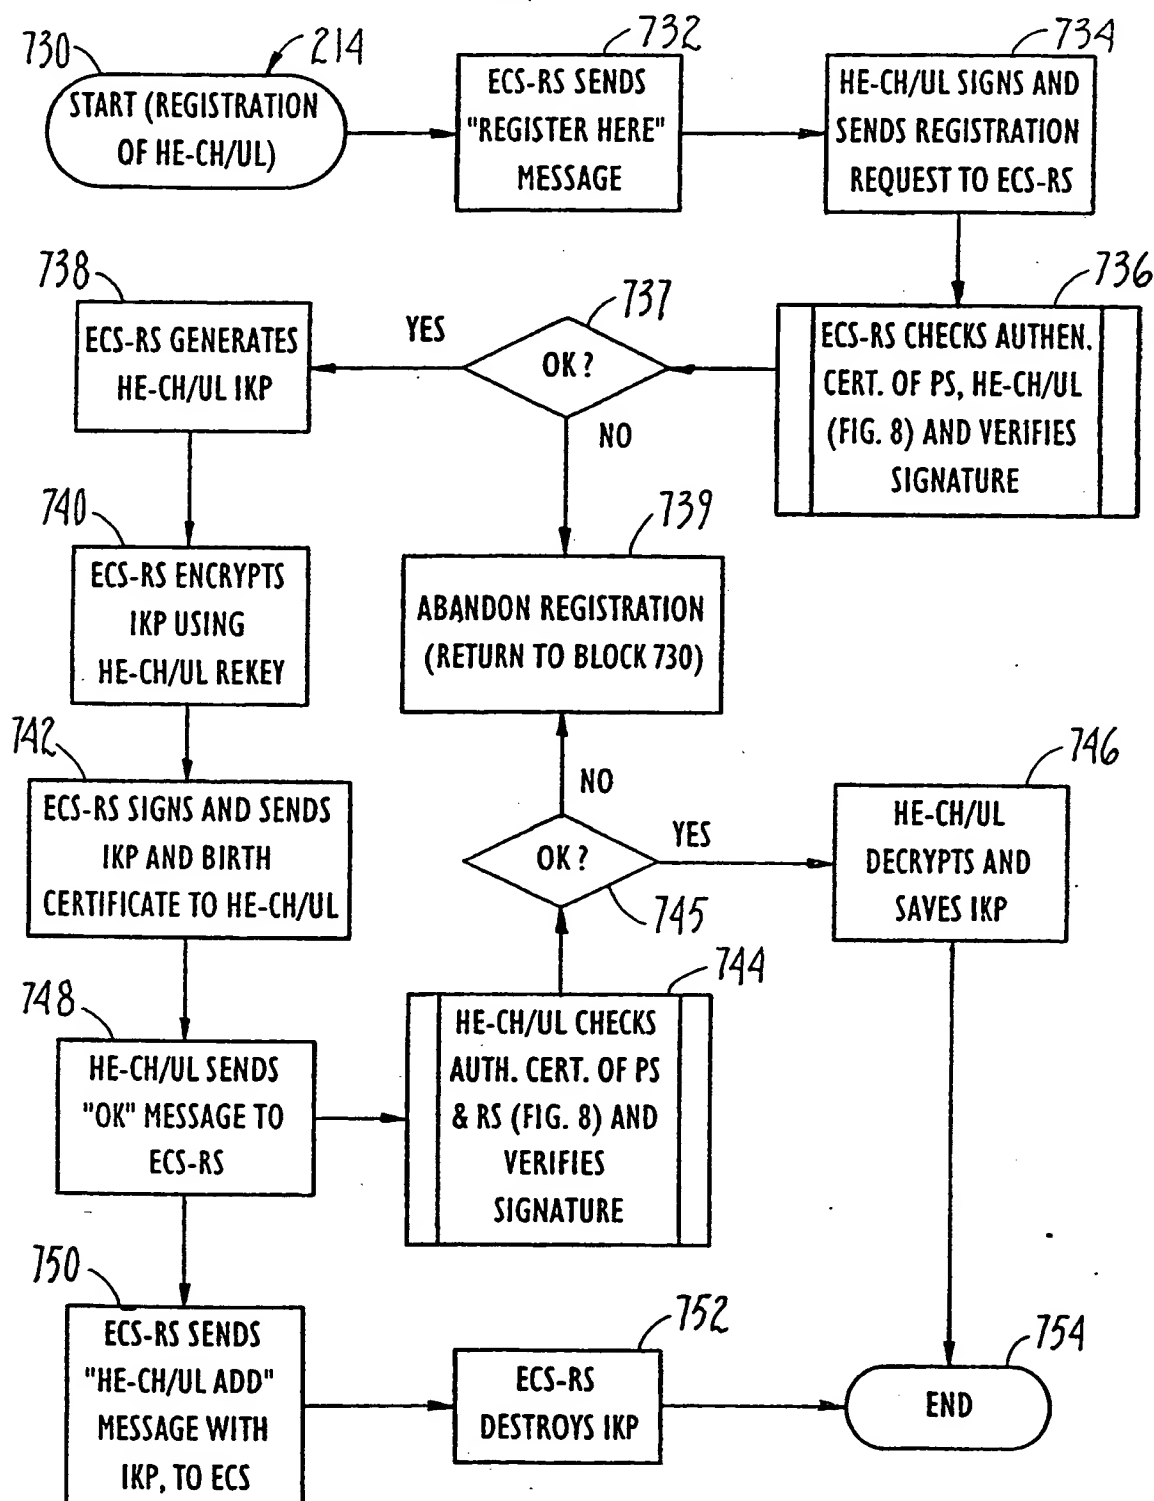 730
214
START (REGISTRATION
OF HE-CH/UL)
732
ECS-RS SENDS
"REGISTER HERE"
MESSAGE
734
HE-CH/UL SIGNS AND
SENDS REGISTRATION
REQUEST TO ECS-RS
738
ECS-RS GENERATES
HE-CH/UL IKP
YES
737
OK?
NO
736
ECS-RS CHECKS AUTHEN.
CERT. OF PS, HE-CH/UL
(FIG. 8) AND VERIFIES
SIGNATURE
740
ECS-RS ENCRYPTS
IKP USING
HE-CH/UL REKEY
739
ABANDON REGISTRATION
(RETURN TO BLOCK 730)
742
ECS-RS SIGNS AND SENDS
IKP AND BIRTH
CERTIFICATE TO HE-CH/UL
NO
OK?
YES
745
746
HE-CH/UL
DECRYPTS AND
SAVES IKP
748
HE-CH/UL SENDS
"OK" MESSAGE TO
ECS-RS
744
HE-CH/UL CHECKS
AUTH. CERT. OF PS
& RS (FIG. 8) AND
VERIFIES
SIGNATURE
750
ECS-RS SENDS
"HE-CH/UL ADD"
MESSAGE WITH
IKP, TO ECS
752
ECS-RS
DESTROYS IKP
754
END